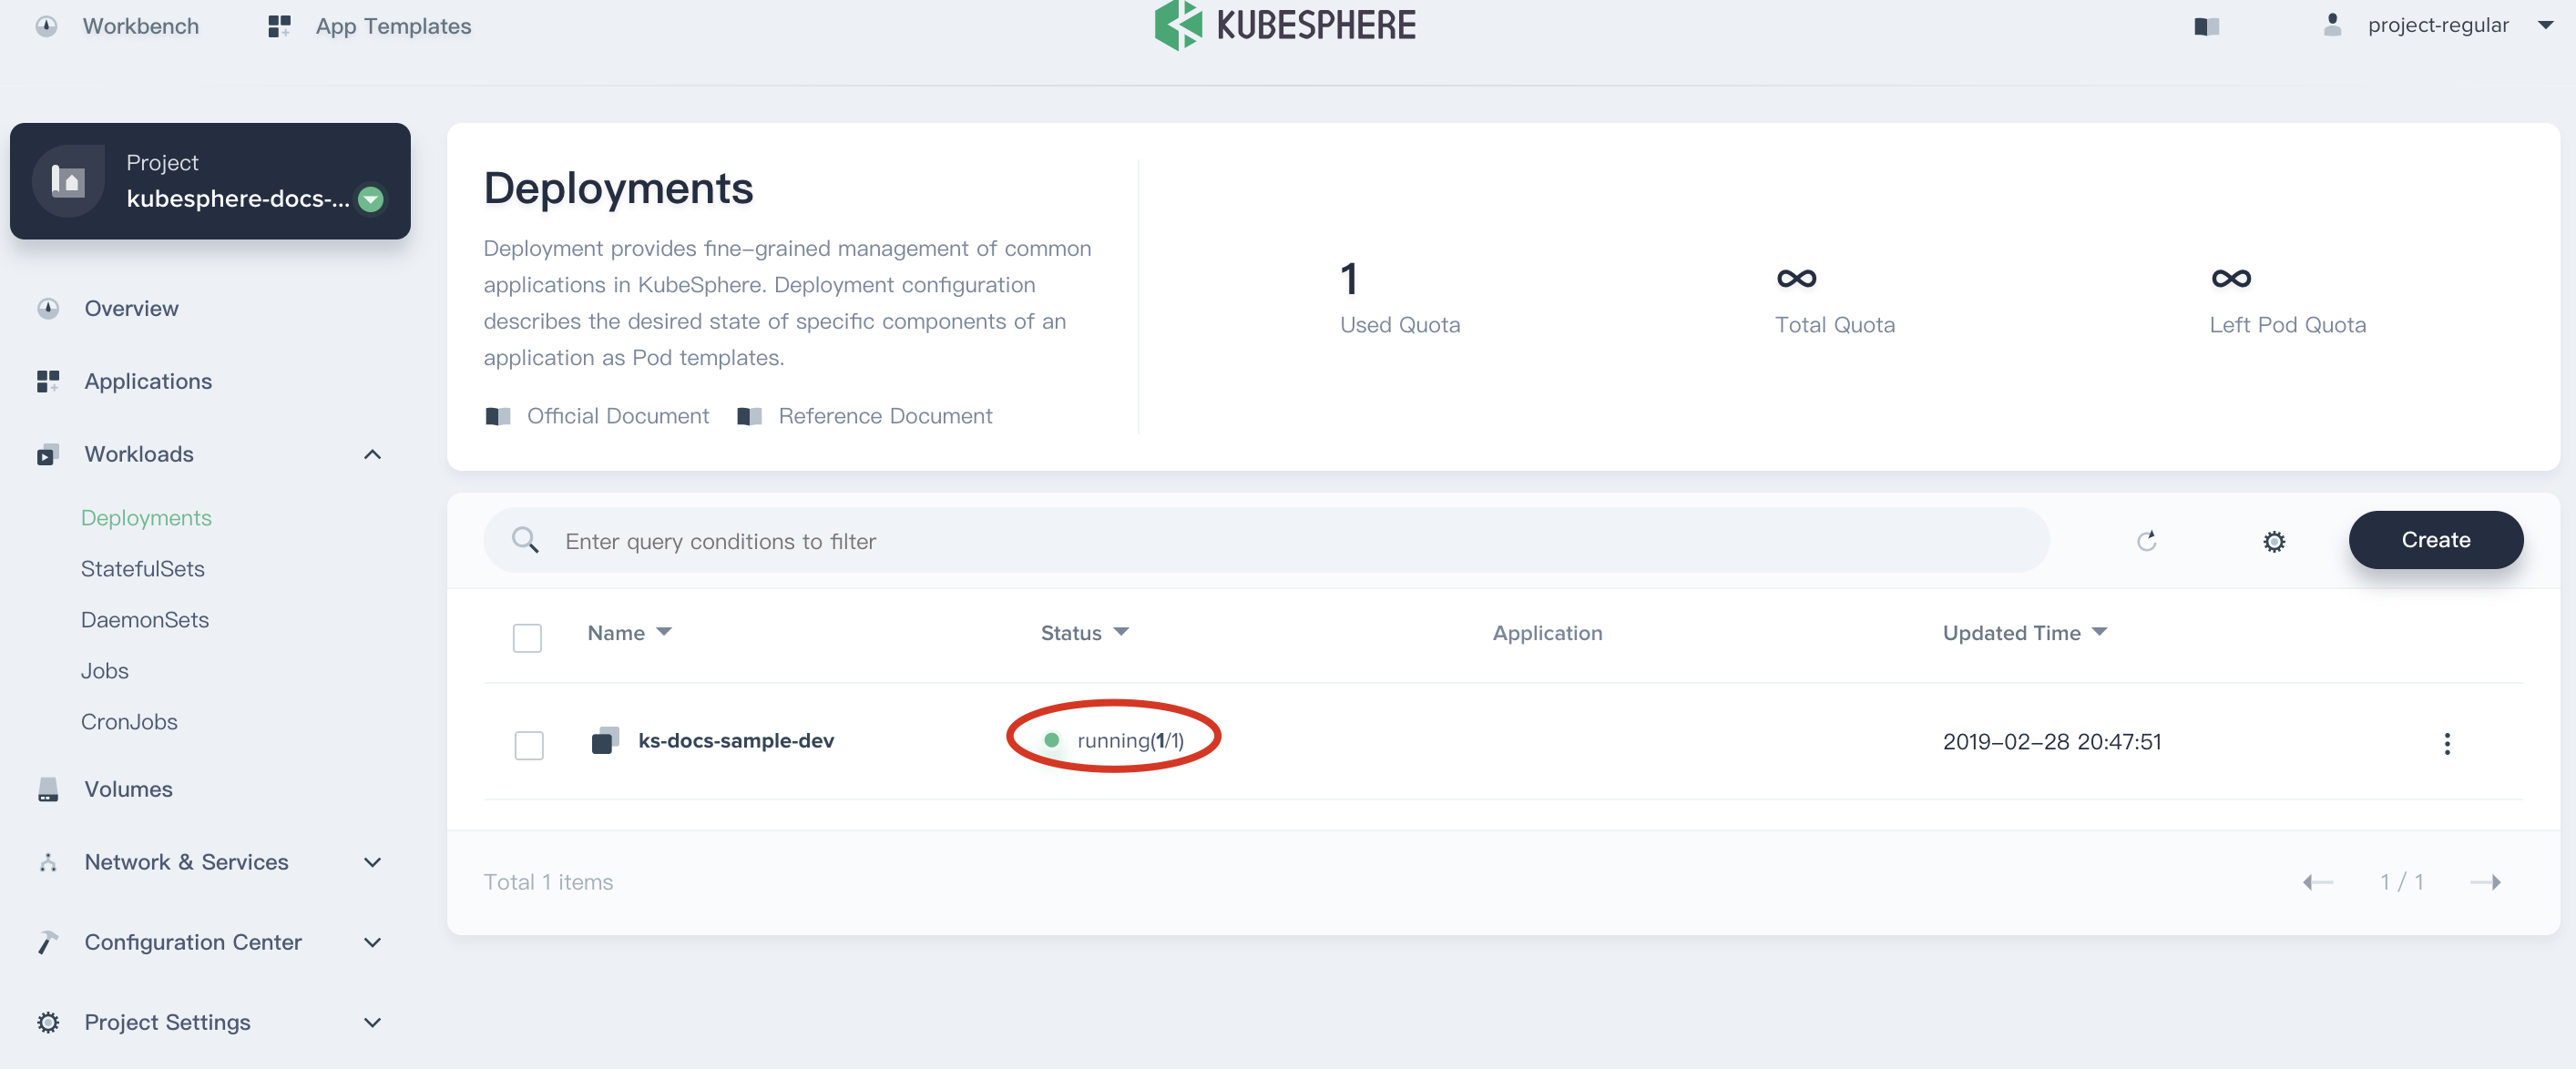 Workbench
App Templates
KUBESPHERE
project-regular
Project
kubesphere-docs-...
Overview
Applications
Workloads
Deployments
StatefulSets
DaemonSets
Jobs
CronJobs
Volumes
Network & Services
Configuration Center
Project Settings
Deployments
Deployment provides fine-grained management of common
applications in KubeSphere. Deployment configuration
describes the desired state of specific components of an
application as Pod templates.
Official Document
Reference Document
1
Used Quota
∞
Total Quota
∞
Left Pod Quota
Enter query conditions to filter
Create
Name
Status
Application
Updated Time
ks-docs-sample-dev
running(1/1)
2019-02-28 20:47:51
Total 1 items
1 / 1